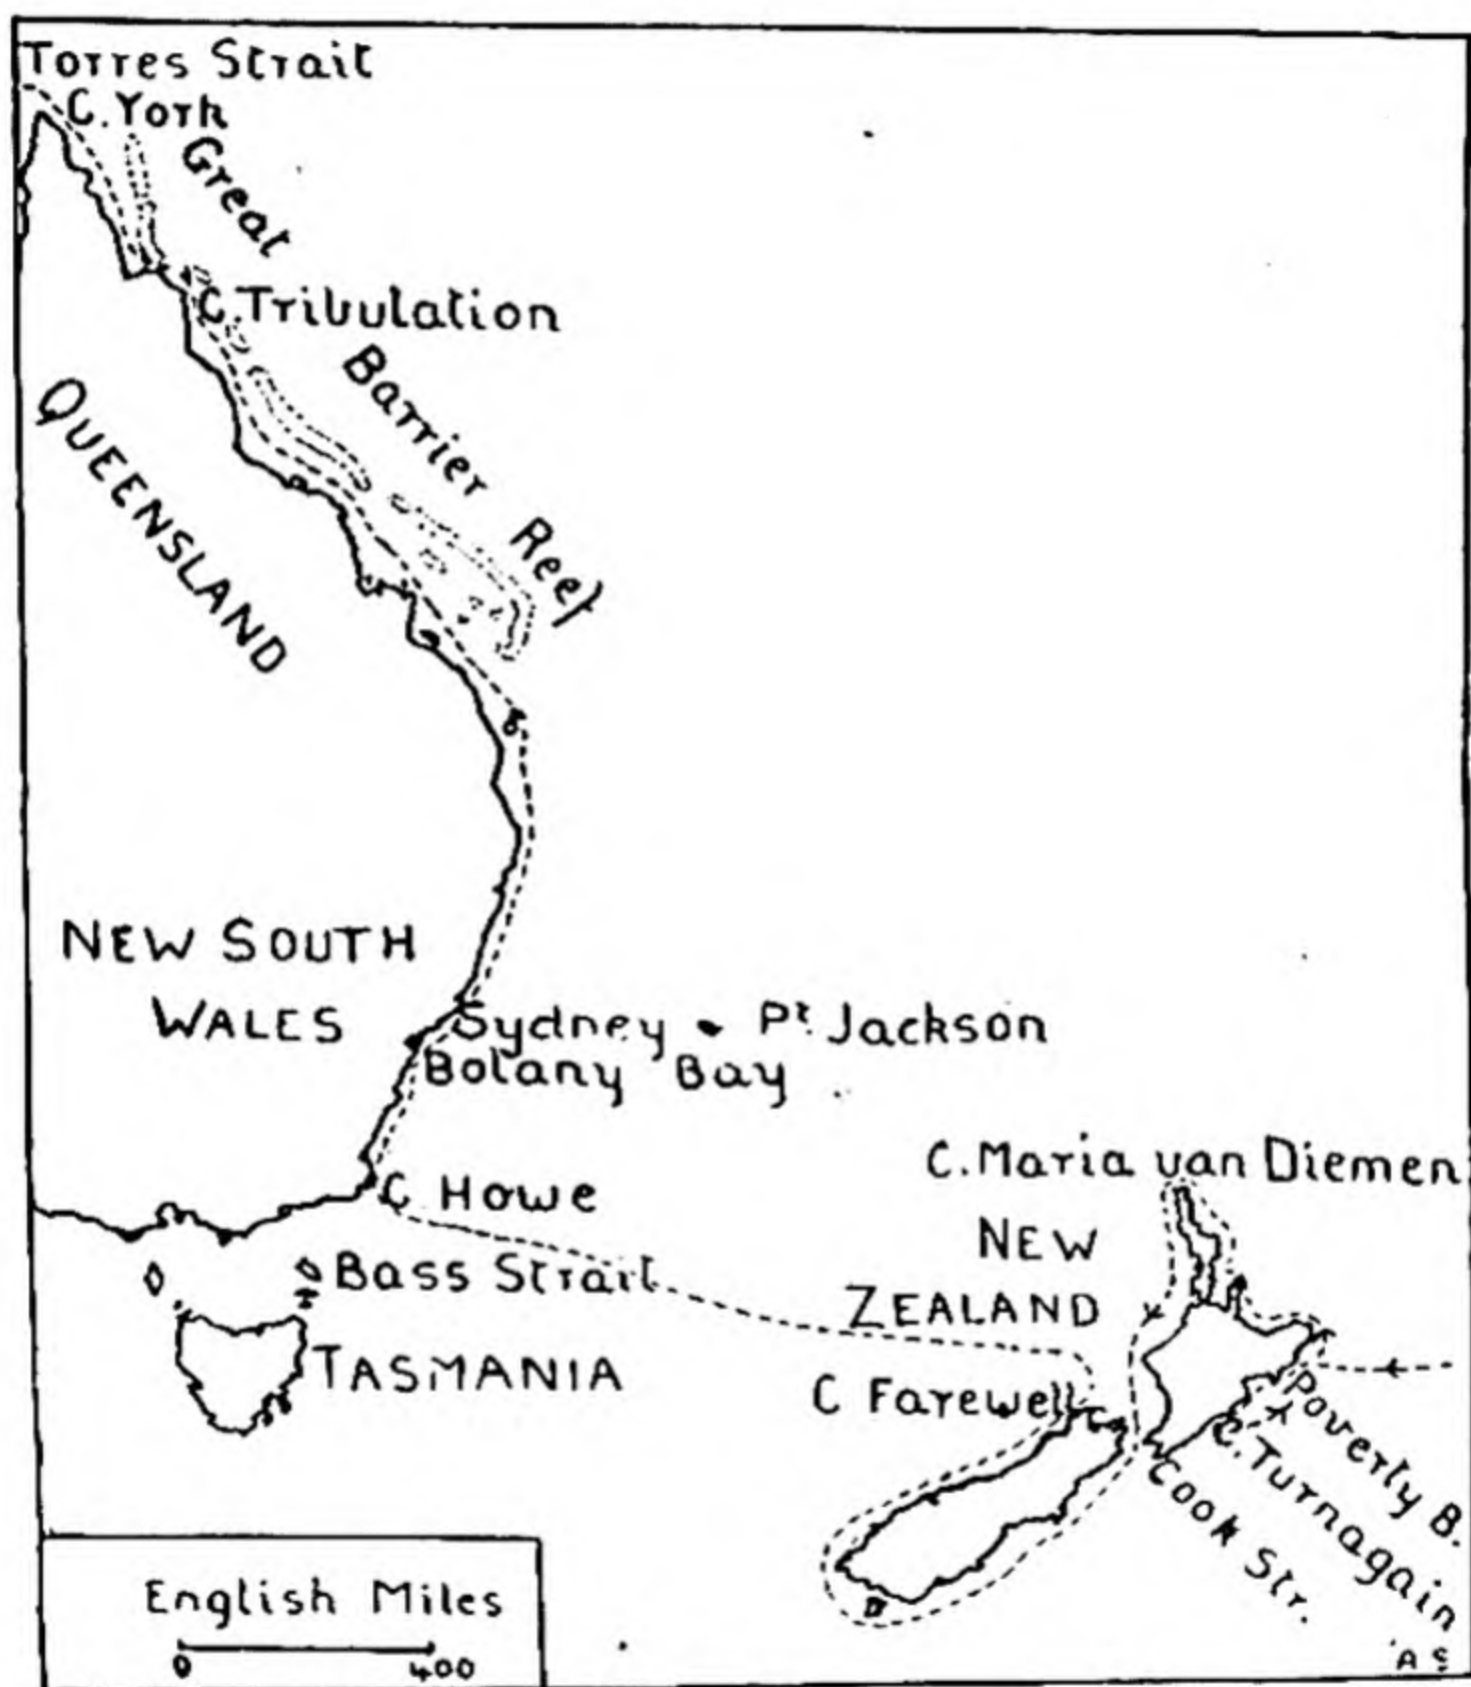 Torres Strait
C. York
Great
Barrier
Reef
C. Tribulation
QUEENSLAND
NEW SOUTH
WALES
Sydney • Pt. Jackson
Botany Bay
C. Howe
Bass Strait
TASMANIA
C. Maria van Diemen
NEW
ZEALAND
C Farewell
Poverty B.
C. Turnagain
Cook Str.
English Miles
0 400